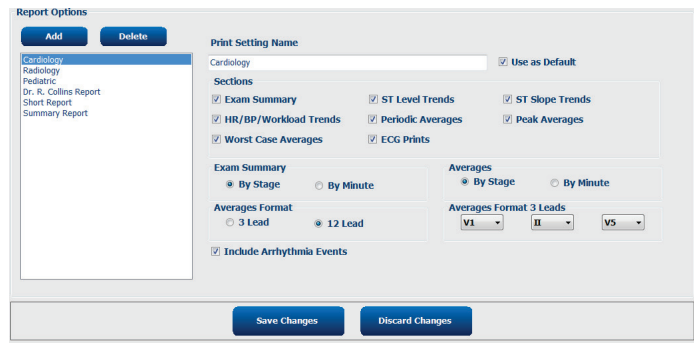 Report Options
Add Delete
Print Setting Name
Cardiology
Radiology
Pediatric
Dr. R. Collins Report
Short Report
Summary Report
Cardiology Use as Default
Sections
Exam Summary ST Level Trends ST Slope Trends
HR/BP/Workload Trends Periodic Averages Peak Averages
Worst Case Averages ECG Prints
Exam Summary Averages
By Stage By Minute By Stage By Minute
Averages Format Averages Format 3 Leads
3 Lead 12 Lead V1 II V5
Include Arrhythmia Events
Save Changes Discard Changes